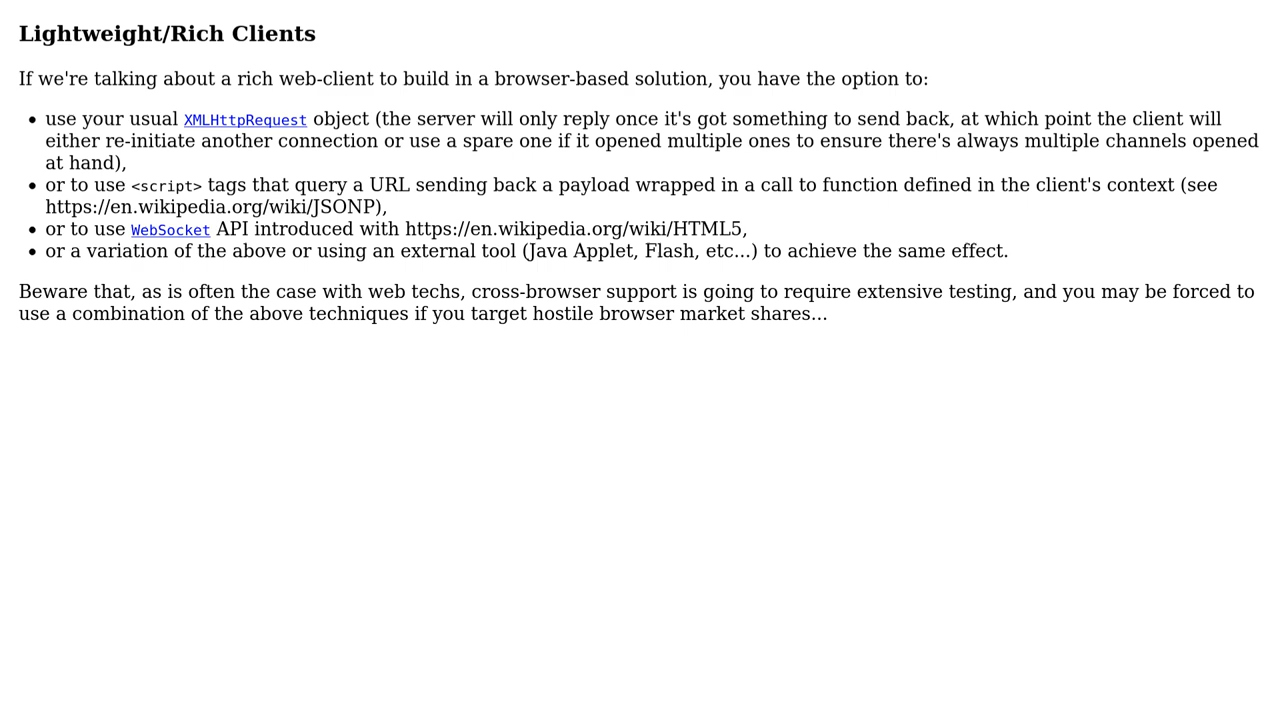 Lightweight/Rich Clients
If we're talking about a rich web-client to build in a browser-based solution, you have the option to:
• use your usual XMLHttpRequest object (the server will only reply once it's got something to send back, at which point the client will
either re-initiate another connection or use a spare one if it opened multiple ones to ensure there's always multiple channels opened
at hand),
• or to use <script> tags that query a URL sending back a payload wrapped in a call to function defined in the client's context (see
https://en.wikipedia.org/wiki/JSONP),
• or to use WebSocket API introduced with https://en.wikipedia.org/wiki/HTML5,
• or a variation of the above or using an external tool (Java Applet, Flash, etc...) to achieve the same effect.
Beware that, as is often the case with web techs, cross-browser support is going to require extensive testing, and you may be forced to
use a combination of the above techniques if you target hostile browser market shares...